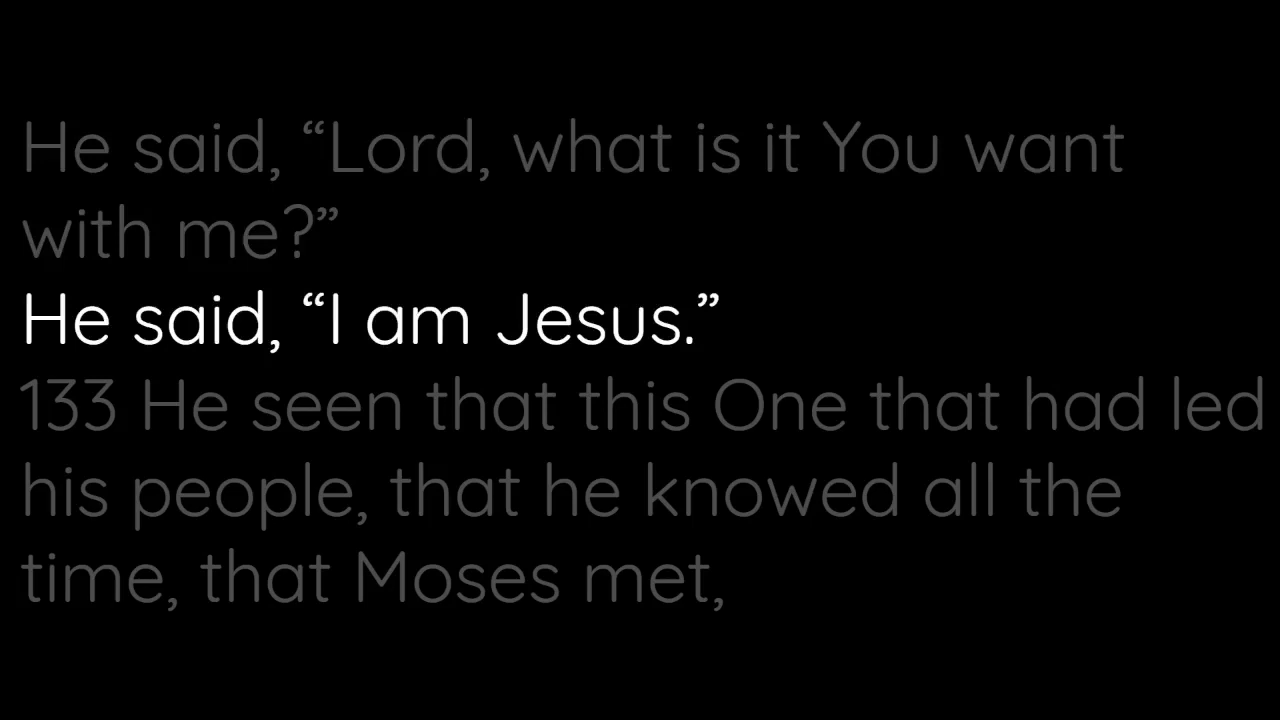 He said, “Lord, what is it You want
with me?”
He said, “I am Jesus.”
133 He seen that this One that had led
his people, that he knowed all the
time, that Moses met,